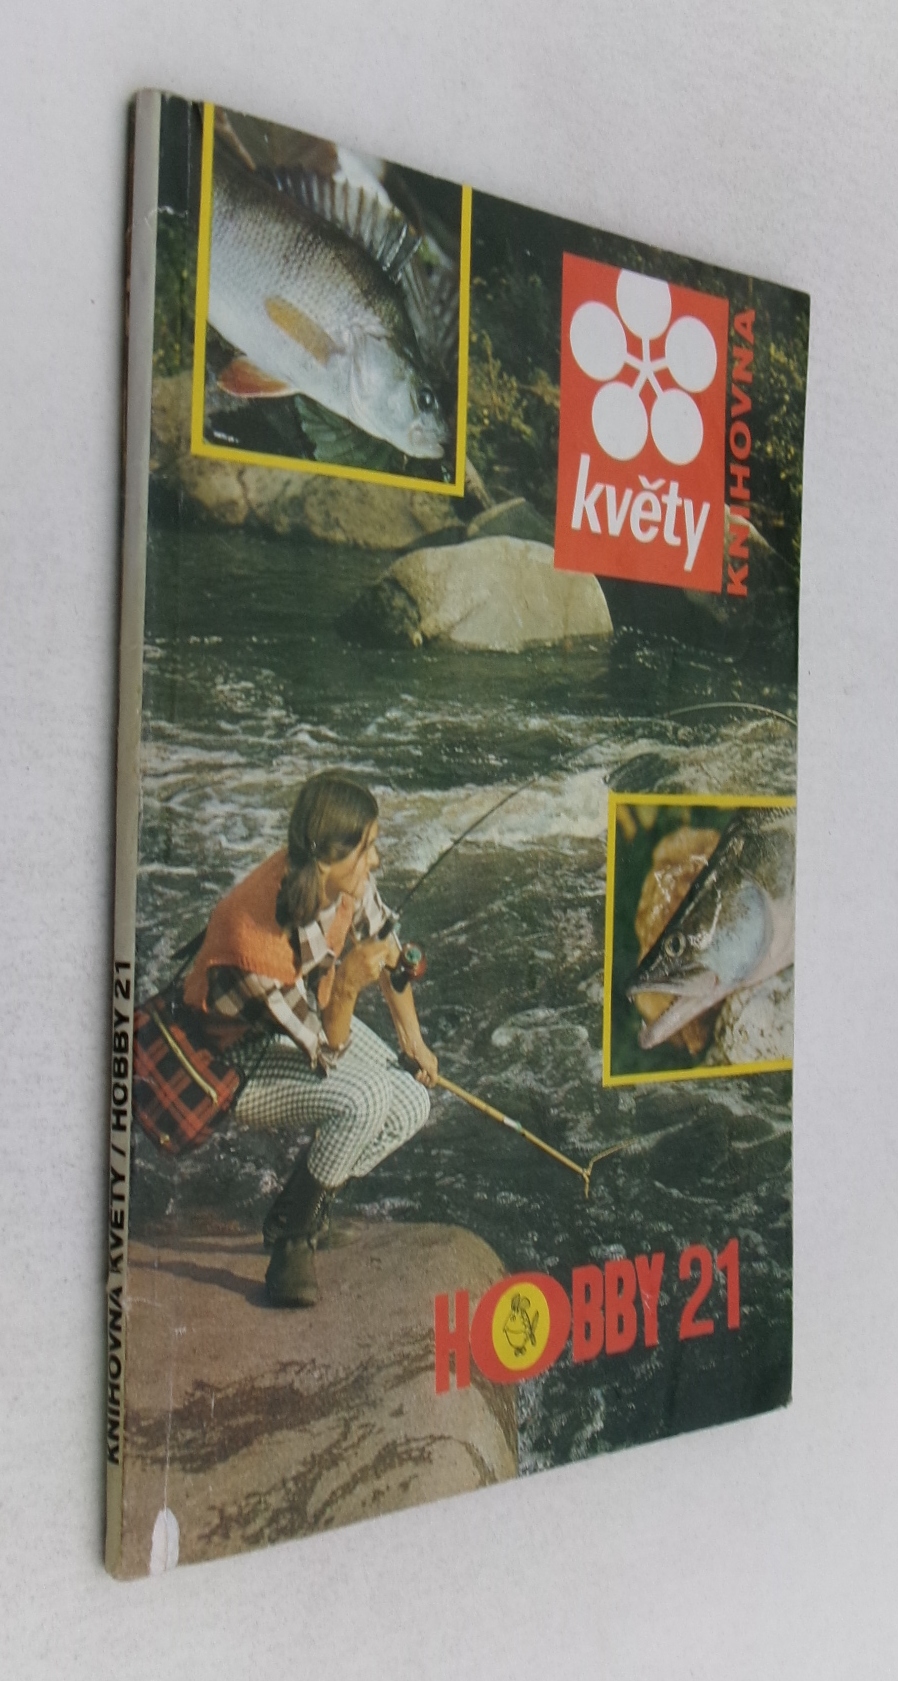 květy
KNIHOVNA
HOBBY 21
KNIHOVNA KVĚTY / HOBBY 21